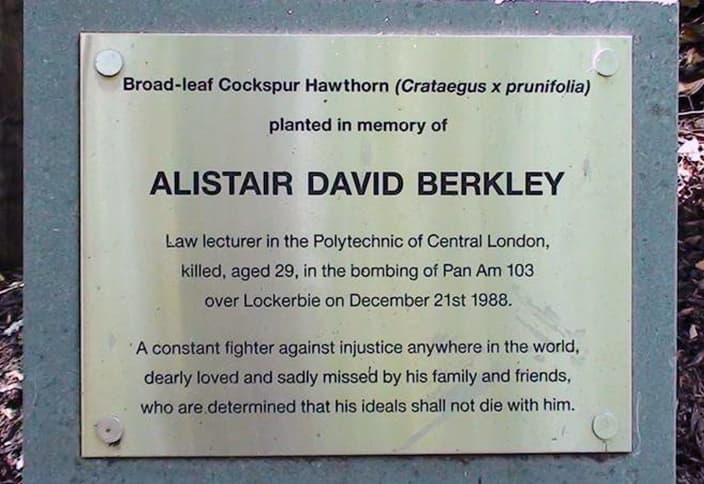 Broad-leaf Cockspur Hawthorn (Crataegus x prunifolia)
planted in memory of
ALISTAIR DAVID BERKLEY
Law lecturer in the Polytechnic of Central London,
killed, aged 29, in the bombing of Pan Am 103
over Lockerbie on December 21st 1988.
A constant fighter against injustice anywhere in the world,
dearly loved and sadly missed by his family and friends,
who are determined that his ideals shall not die with him.